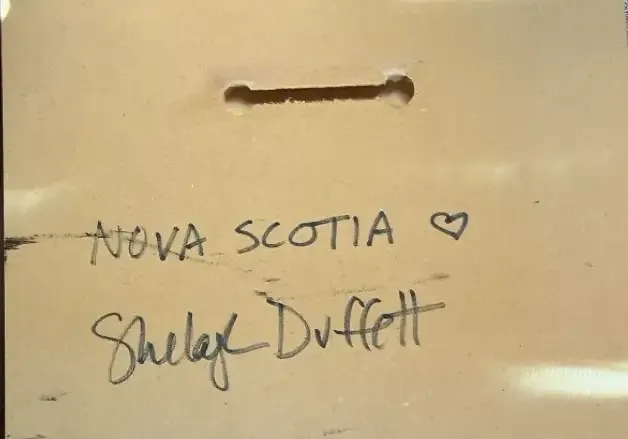 NOVA SCOTIA ♡
Shelagh Duffett